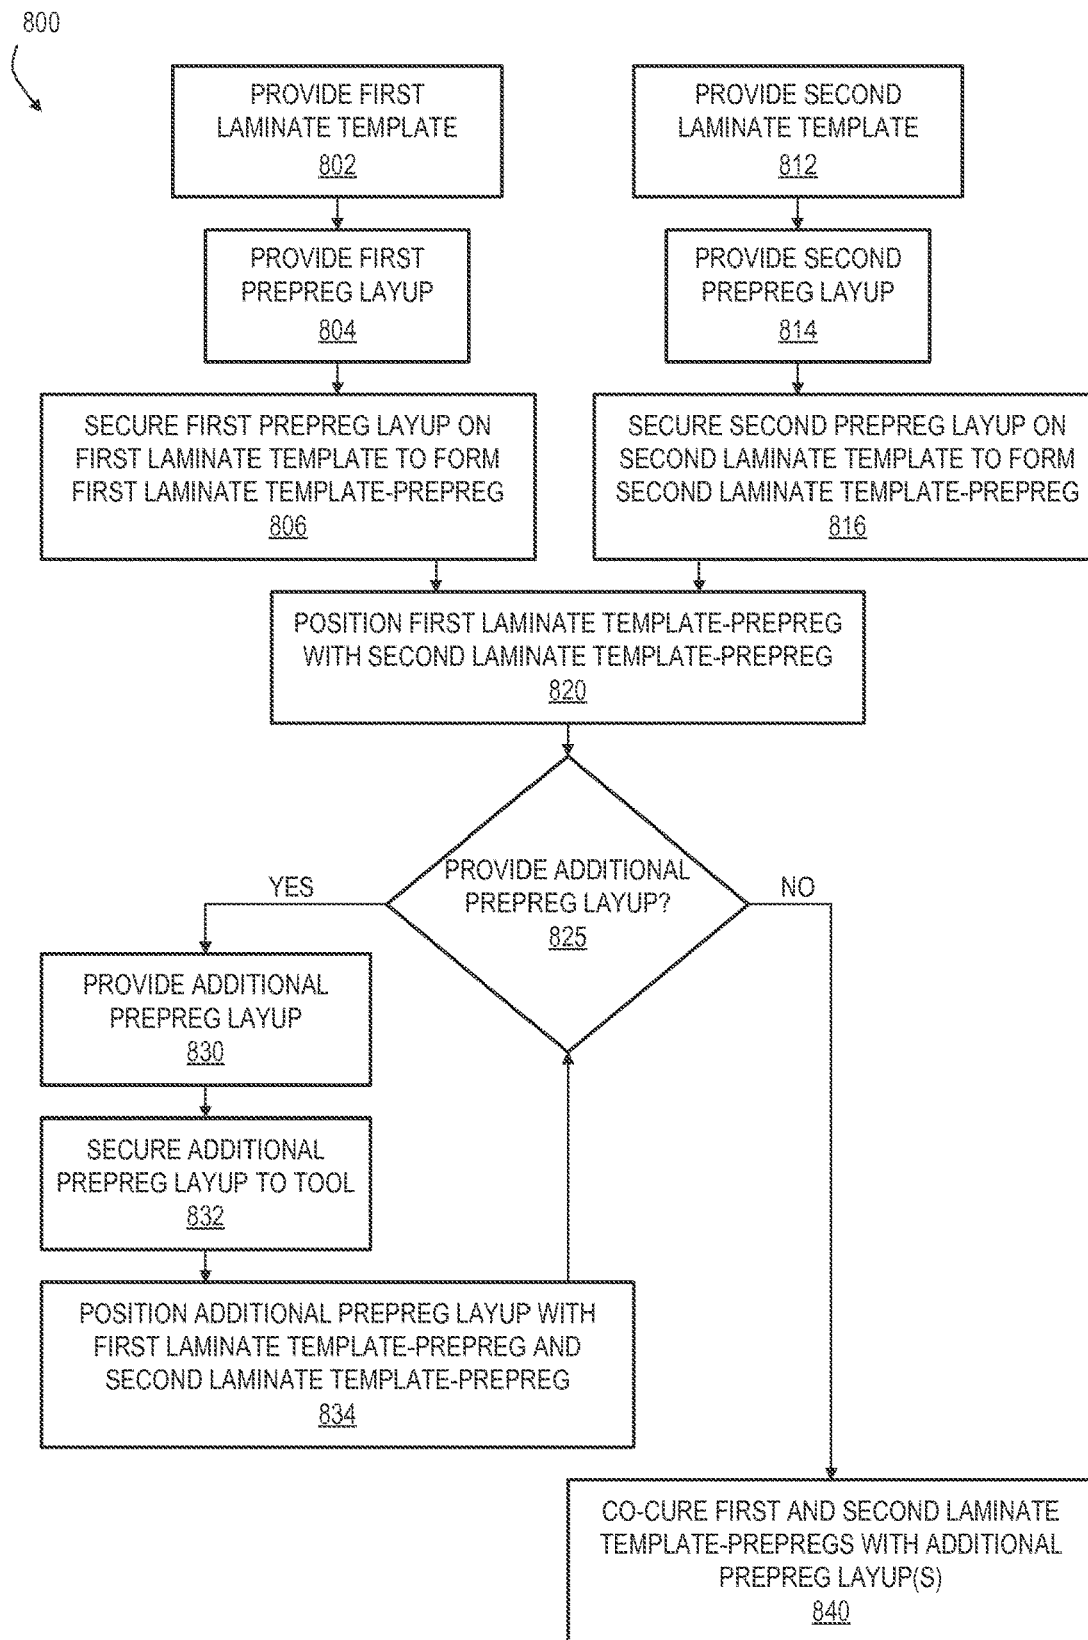 800
PROVIDE FIRST
LAMINATE TEMPLATE
802
PROVIDE SECOND
LAMINATE TEMPLATE
812
PROVIDE FIRST
PREPREG LAYUP
804
PROVIDE SECOND
PREPREG LAYUP
814
SECURE FIRST PREPREG LAYUP ON
FIRST LAMINATE TEMPLATE TO FORM
FIRST LAMINATE TEMPLATE-PREPREG
806
SECURE SECOND PREPREG LAYUP ON
SECOND LAMINATE TEMPLATE TO FORM
SECOND LAMINATE TEMPLATE-PREPREG
816
POSITION FIRST LAMINATE TEMPLATE-PREPREG
WITH SECOND LAMINATE TEMPLATE-PREPREG
820
PROVIDE ADDITIONAL
PREPREG LAYUP?
825
YES
NO
PROVIDE ADDITIONAL
PREPREG LAYUP
830
SECURE ADDITIONAL
PREPREG LAYUP TO TOOL
832
POSITION ADDITIONAL PREPREG LAYUP WITH
FIRST LAMINATE TEMPLATE-PREPREG AND
SECOND LAMINATE TEMPLATE-PREPREG
834
CO-CURE FIRST AND SECOND LAMINATE
TEMPLATE-PREPREGS WITH ADDITIONAL
PREPREG LAYUP(S)
840